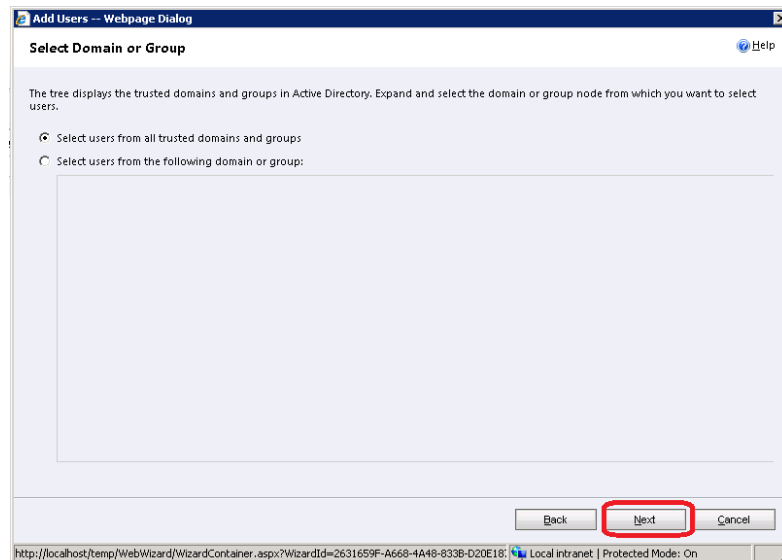 Add Users -- Webpage Dialog
Select Domain or Group
Help
The tree displays the trusted domains and groups in Active Directory. Expand and select the domain or group node from which you want to select
users.
Select users from all trusted domains and groups
Select users from the following domain or group:
Back Next Cancel
http://localhost/temp/WebWizard/WizardContainer.aspx?WizardId=2631659F-A668-4A48-833B-D20E18 Local intranet | Protected Mode: On